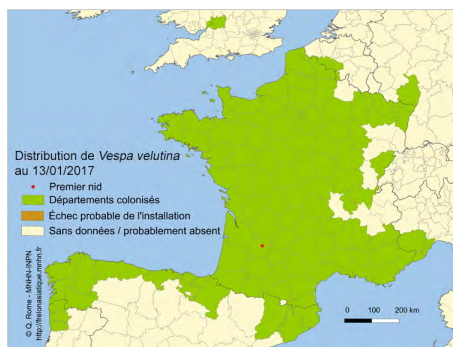 Distribution de Vespa velutina
au 13/01/2017
Premier nid
Départements colonisés
Échec probable de l'installation
Sans données / probablement absent
0 100 200 km
© Q. Rome - MNHN-INPN
http://frelonasiatique.mnhn.fr